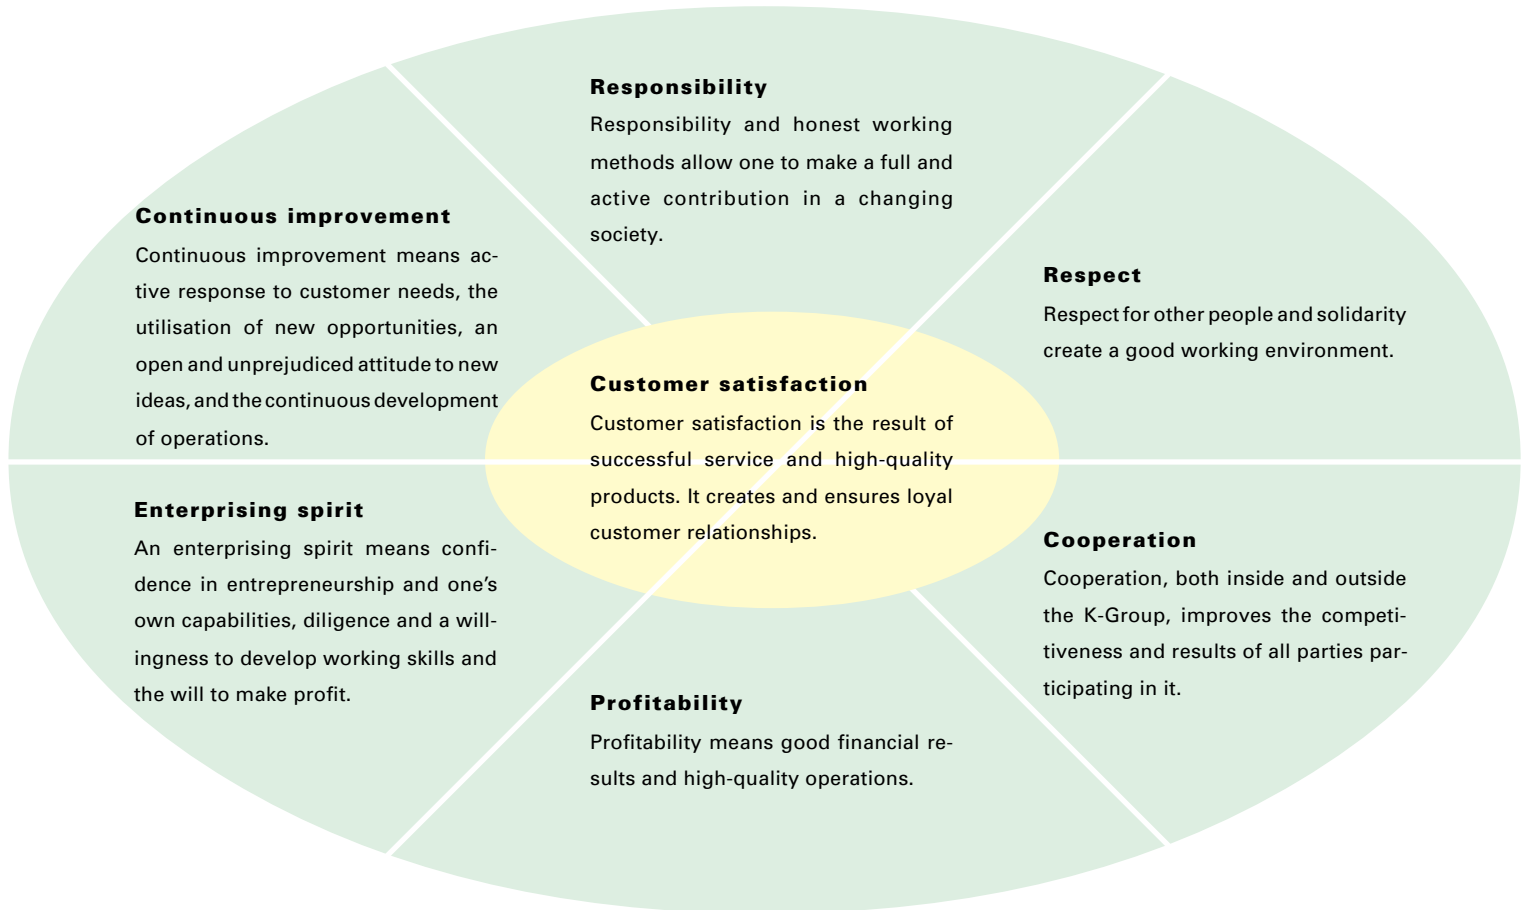 Responsibility
Responsibility and honest working
methods allow one to make a full and
active contribution in a changing
society.
Continuous improvement
Continuous improvement means ac-
tive response to customer needs, the
utilisation of new opportunities, an
open and unprejudiced attitude to new
ideas, and the continuous development
of operations.
Respect
Respect for other people and solidarity
create a good working environment.
Customer satisfaction
Customer satisfaction is the result of
successful service and high-quality
products. It creates and ensures loyal
customer relationships.
Enterprising spirit
An enterprising spirit means confi-
dence in entrepreneurship and one's
own capabilities, diligence and a will-
ingness to develop working skills and
the will to make profit.
Cooperation
Cooperation, both inside and outside
the K-Group, improves the competi-
tiveness and results of all parties par-
ticipating in it.
Profitability
Profitability means good financial re-
sults and high-quality operations.